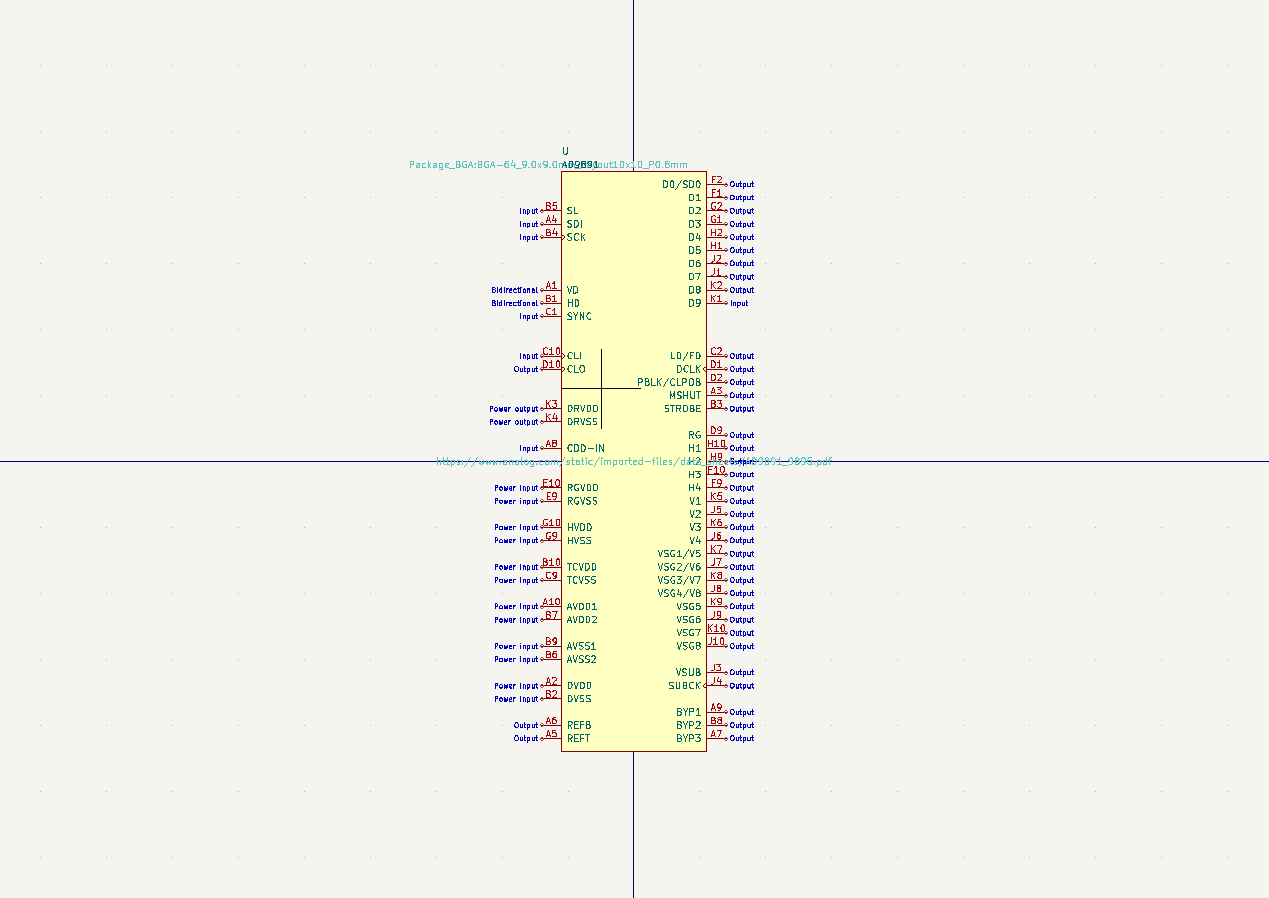 U
Package_BGA:BGA-64_9.0x9.0m
out10x10_P0.8mm
D0/SD0 F2 Output
D1 F1 Output
Input B5 SL D2 G2 Output
Input A4 SDI D3 G1 Output
Input B4 SCK D4 H2 Output
D5 H1 Output
D6 J2 Output
D7 J1 Output
Bidirectional A1 VD D8 K2 Output
Bidirectional B1 HD D9 K1 Input
Input C1 SYNC
Input C10 CLI LD/FD C2 Output
Output D10 CLO DCLK D1 Output
PBLK/CLPOB D2 Output
MSHUT A3 Output
Power output K3 DRVDD STROBE B3 Output
Power output K4 DRVSS
RG D9 Output
Input A8 CDD-IN H1 H10 Output
H9
https://www.analog.com/static/imported-files/data_sheets/AD9891_9895.pdf
H3 F10 Output
Power input E10 RGVDD H4 F9 Output
Power input E9 RGVSS V1 K5 Output
V2 J5 Output
Power input G10 HVDD V3 K6 Output
Power input G9 HVSS V4 J6 Output
VSG1/V5 K7 Output
Power input B10 TCVDD VSG2/V6 J7 Output
Power input C9 TCVSS VSG3/V7 K8 Output
VSG4/V8 J8 Output
Power input A10 AVDD1 VSG5 K9 Output
Power input B7 AVDD2 VSG6 J9 Output
VSG7 K10 Output
Power input B9 AVSS1 VSG8 J10 Output
Power input B6 AVSS2
VSUB J3 Output
Power input A2 DVDD SUBCK J4 Output
Power input B2 DVSS
BYP1 A9 Output
Output A6 REFB BYP2 B8 Output
Output A5 REFT BYP3 A7 Output